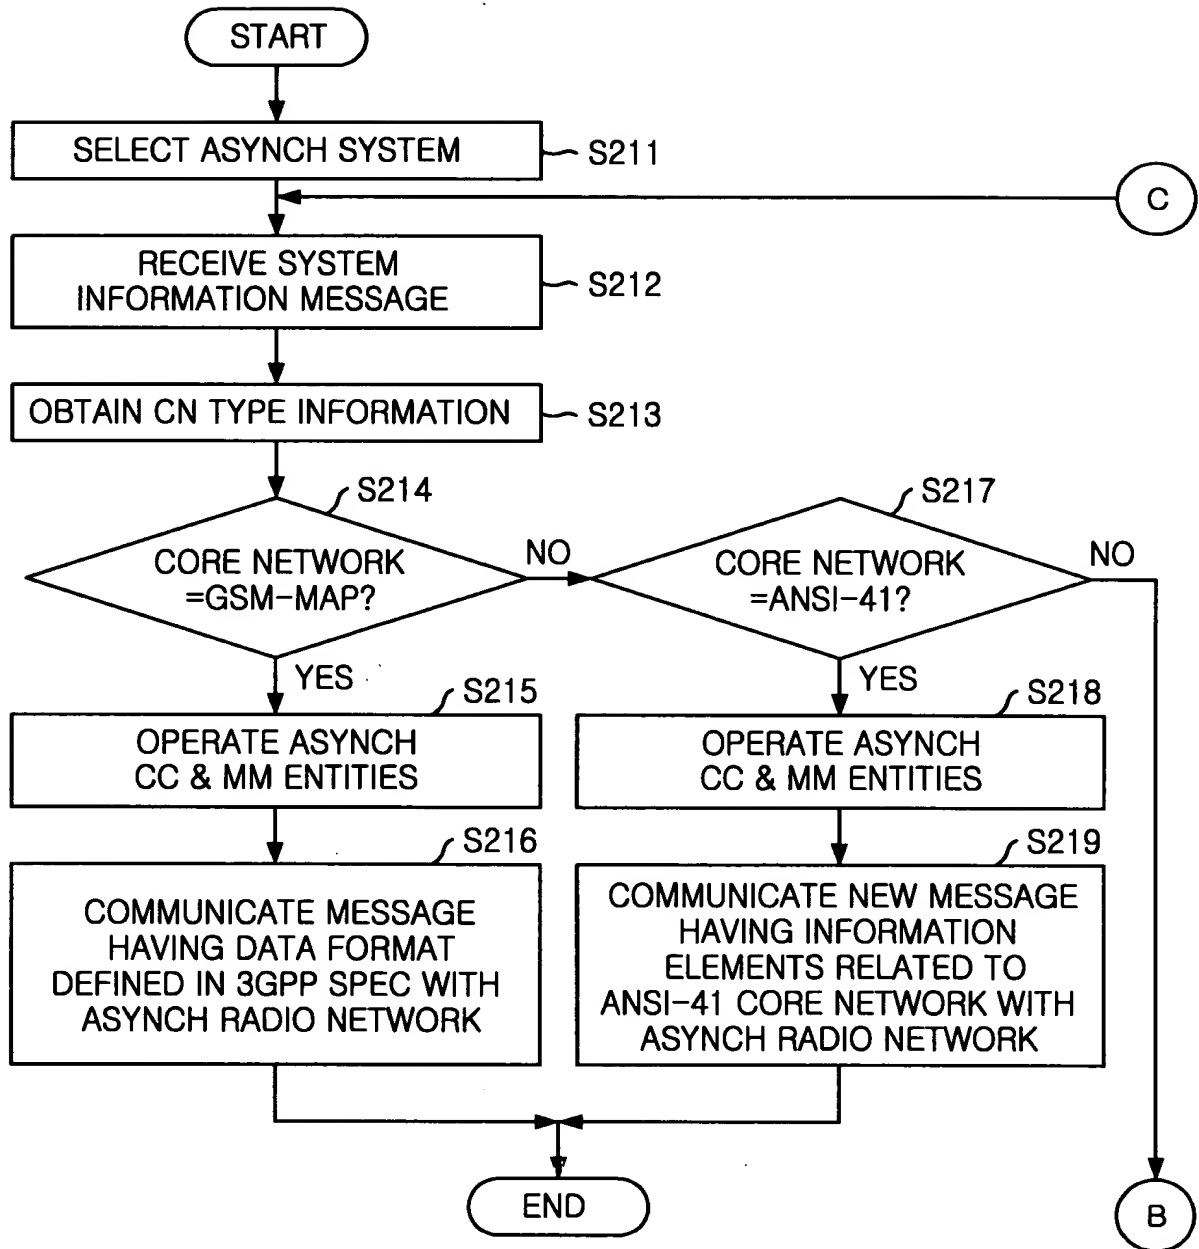 START
SELECT ASYNCH SYSTEM
S211
C
RECEIVE SYSTEM
INFORMATION MESSAGE
S212
OBTAIN CN TYPE INFORMATION
S213
S214
CORE NETWORK
=GSM-MAP?
NO
YES
S217
CORE NETWORK
=ANSI-41?
NO
YES
S215
OPERATE ASYNCH
CC & MM ENTITIES
S218
OPERATE ASYNCH
CC & MM ENTITIES
S216
COMMUNICATE MESSAGE
HAVING DATA FORMAT
DEFINED IN 3GPP SPEC WITH
ASYNCH RADIO NETWORK
S219
COMMUNICATE NEW MESSAGE
HAVING INFORMATION
ELEMENTS RELATED TO
ANSI-41 CORE NETWORK WITH
ASYNCH RADIO NETWORK
END
B